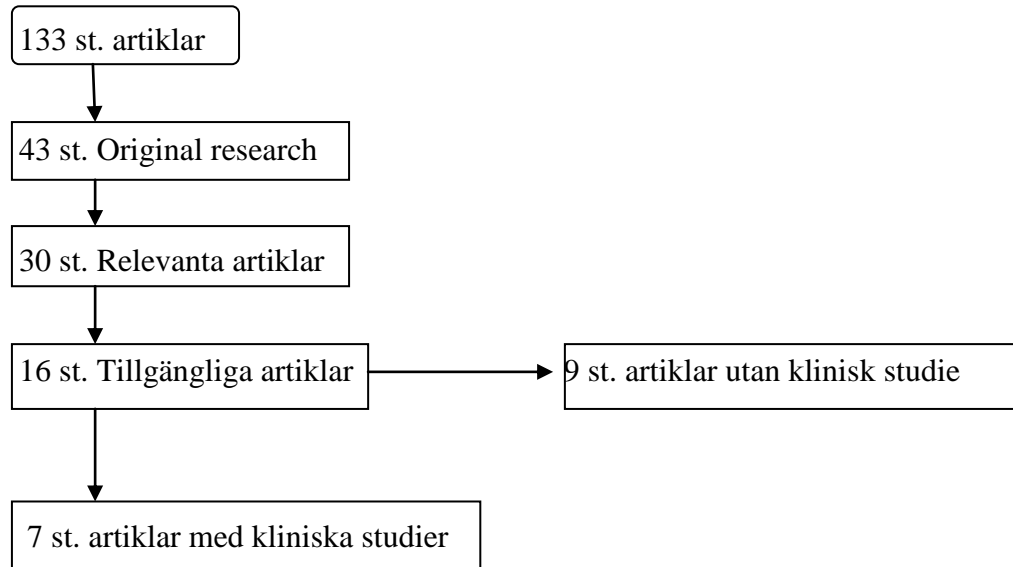 133 st. artiklar
43 st. Original research
30 st. Relevanta artiklar
16 st. Tillgängliga artiklar
9 st. artiklar utan klinisk studie
7 st. artiklar med kliniska studier